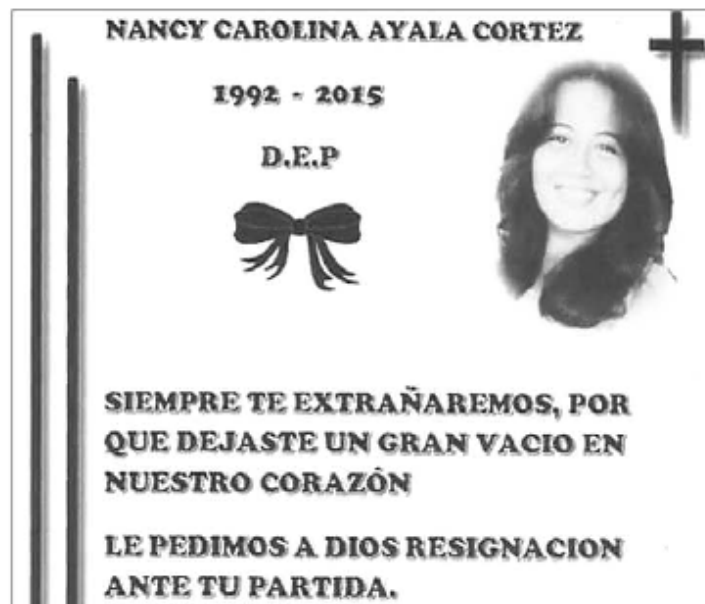 NANCY CAROLINA AYALA CORTEZ
1992 - 2015
D.E.P
SIEMPRE TE EXTRAÑAREMOS, POR
QUE DEJASTE UN GRAN VACIO EN
NUESTRO CORAZÓN
LE PEDIMOS A DIOS RESIGNACION
ANTE TU PARTIDA.